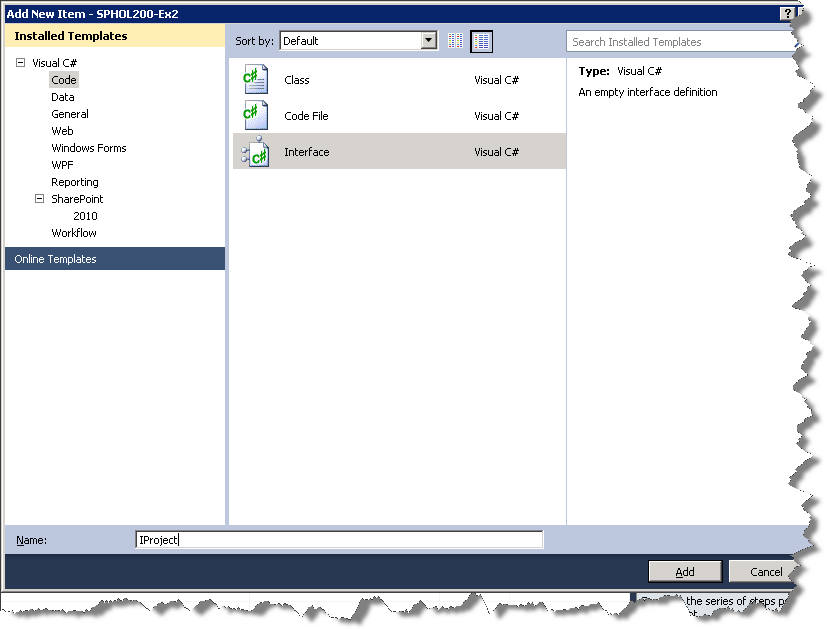 Add New Item - SPHOL200-Ex2
?
Installed Templates
Sort by: Default
Search Installed Templates
Visual C#
Code
Data
General
Web
Windows Forms
WPF
Reporting
SharePoint
2010
Workflow
Online Templates
Class Visual C#
Code File Visual C#
Interface Visual C#
Type: Visual C#
An empty interface definition
Name: IProject
Add Cancel
the series of steps